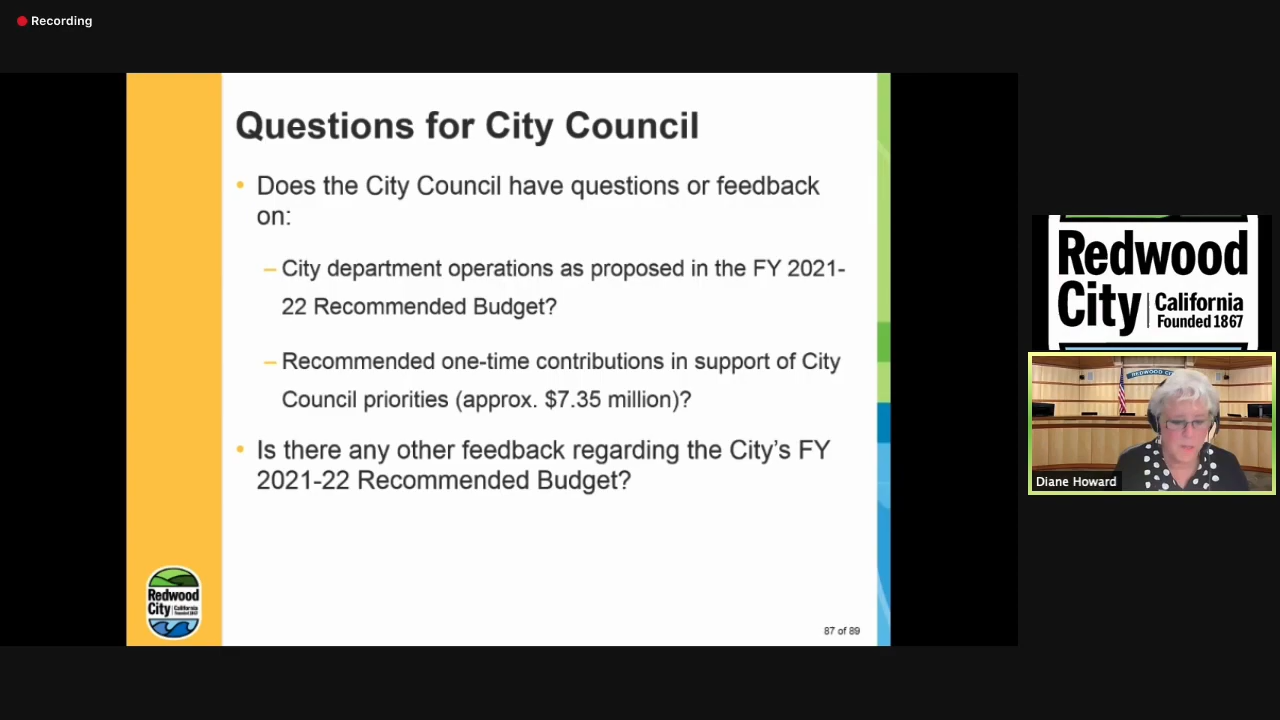 Recording
Questions for City Council
• Does the City Council have questions or feedback
on:
– City department operations as proposed in the FY 2021-
22 Recommended Budget?
– Recommended one-time contributions in support of City
Council priorities (approx. $7.35 million)?
• Is there any other feedback regarding the City's FY
2021-22 Recommended Budget?
Redwood
City | California
Founded 1867
87 of 89
Redwood
City | California
Founded 1867
REDWOOD
Diane Howard